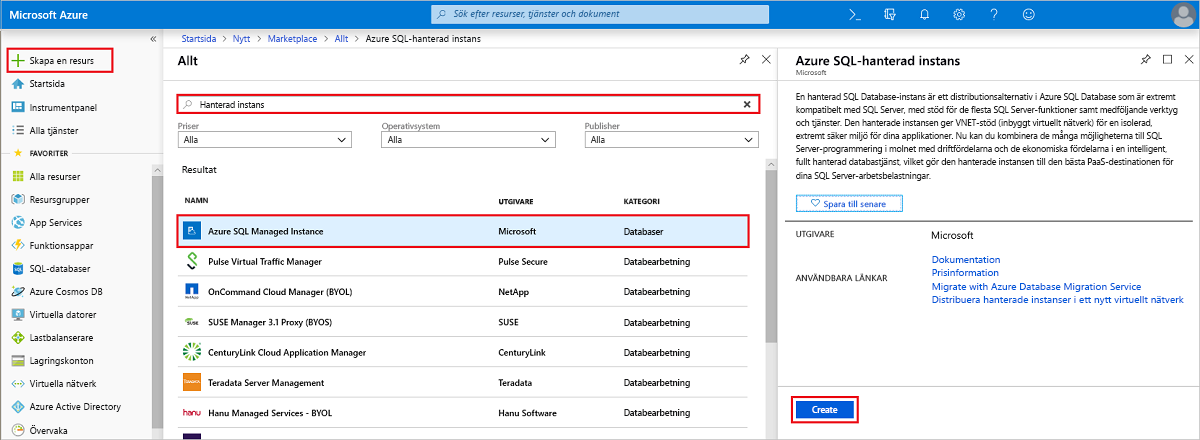 Microsoft Azure
Sök efter resurser, tjänster och dokument
Skapa en resurs
Startsida
Instrumentpanel
Alla tjänster
FAVORITER
Alla resurser
Resursgrupper
App Services
Funktionsappar
SQL-databaser
Azure Cosmos DB
Virtuella datorer
Lastbalanserare
Lagringskonton
Virtuella nätverk
Azure Active Directory
Övervaka
Startsida > Nytt > Marketplace > Allt > Azure SQL-hanterad instans
Allt
Hanterad instans
Priser Operativsystem Publisher
Alla Alla Alla
Resultat
NAMN UTGIVARE KATEGORI
Azure SQL Managed Instance Microsoft Databaser
Pulse Virtual Traffic Manager Pulse Secure Databearbetning
OnCommand Cloud Manager (BYOL) NetApp Databearbetning
SUSE Manager 3.1 Proxy (BYOS) SUSE Databearbetning
CenturyLink Cloud Application Manager CenturyLink Databearbetning
Teradata Server Management Teradata Databearbetning
hanu Hanu Managed Services - BYOL Hanu Software Databearbetning
Azure SQL-hanterad instans
Microsoft
En hanterad SQL Database-instans är ett distributionsalternativ i Azure SQL Database som är extremt
kompatibelt med SQL Server, med stöd för de flesta SQL Server-funktioner samt medföljande verktyg
och tjänster. Den hanterade instansen ger VNET-stöd (inbyggt virtuellt nätverk) för en isolerad,
extremt säker miljö för dina applikationer. Nu kan du kombinera de många möjligheterna till SQL
Server-programmering i molnet med driftfördelarna och de ekonomiska fördelarna i en intelligent,
fullt hanterad databastjänst, vilket gör den hanterade instansen till den bästa PaaS-destinationen för
dina SQL Server-arbetsbelastningar.
Spara till senare
UTGIVARE Microsoft
ANVÄNDBARA LÄNKAR
Dokumentation
Prisinformation
Migrate with Azure Database Migration Service
Distribuera hanterade instanser i ett nytt virtuellt nätverk
Create